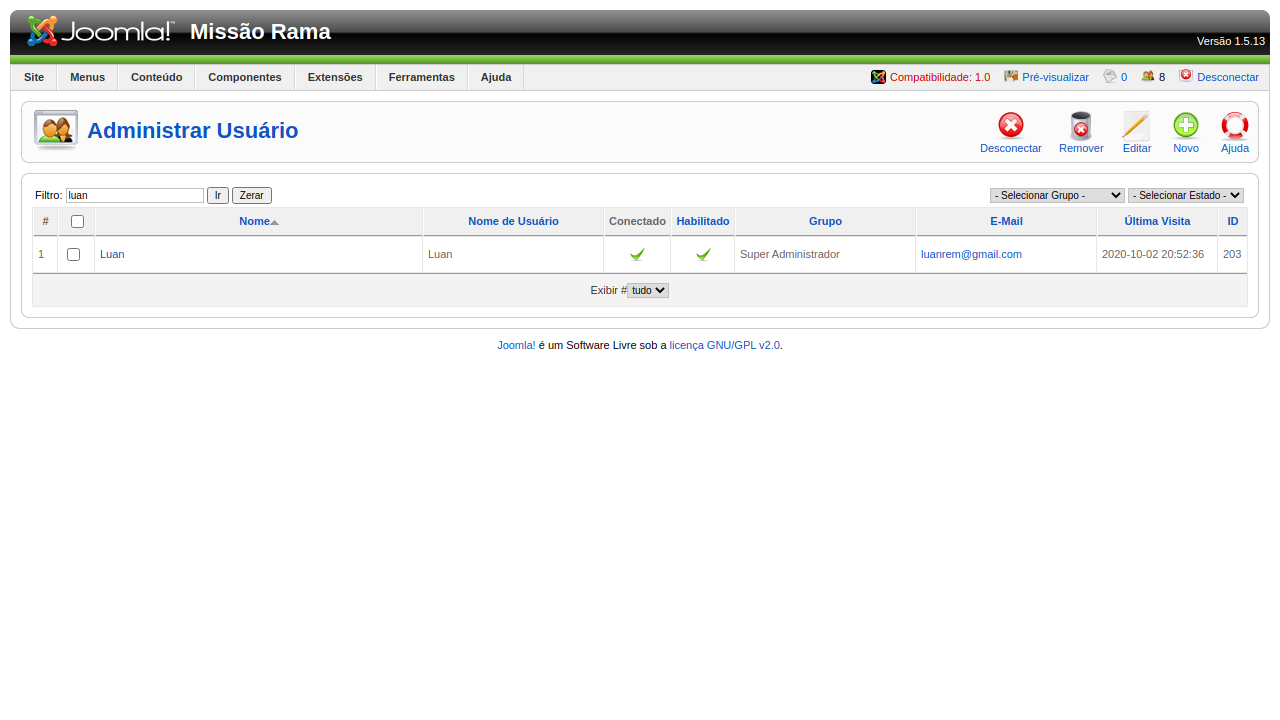 Joomla!™ Missão Rama
Versão 1.5.13
Site Menus Conteúdo Componentes Extensões Ferramentas Ajuda Compatibilidade: 1.0 Pré-visualizar 0 8 Desconectar
Administrar Usuário
Desconectar Remover Editar Novo Ajuda
Filtro: luan Ir Zerar - Selecionar Grupo - - Selecionar Estado -
# Nome Nome de Usuário Conectado Habilitado Grupo E-Mail Última Visita ID
1 Luan Luan Super Administrador luanrem@gmail.com 2020-10-02 20:52:36 203
Exibir # tudo
Joomla! é um Software Livre sob a licença GNU/GPL v2.0.